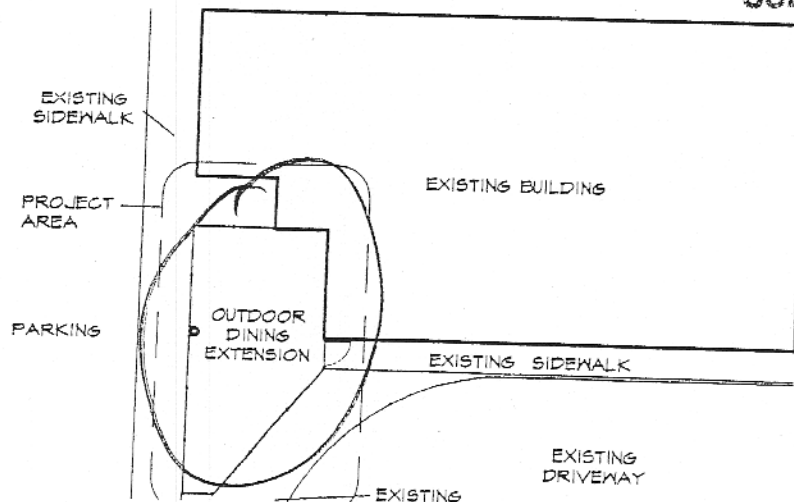 EXISTING
SIDEWALK
PROJECT
AREA
EXISTING BUILDING
PARKING
OUTDOOR
DINING
EXTENSION
EXISTING SIDEWALK
EXISTING
DRIVEWAY
EXISTING